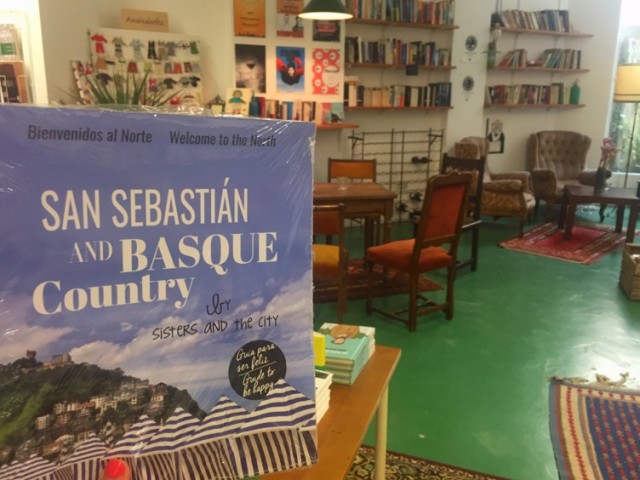 Bienvenidos al Norte Welcome to the North
SAN SEBASTIÁN
AND BASQUE
Country
by
SISTERS AND the CITY
Guía para
ser feliz
Guide to
be happy